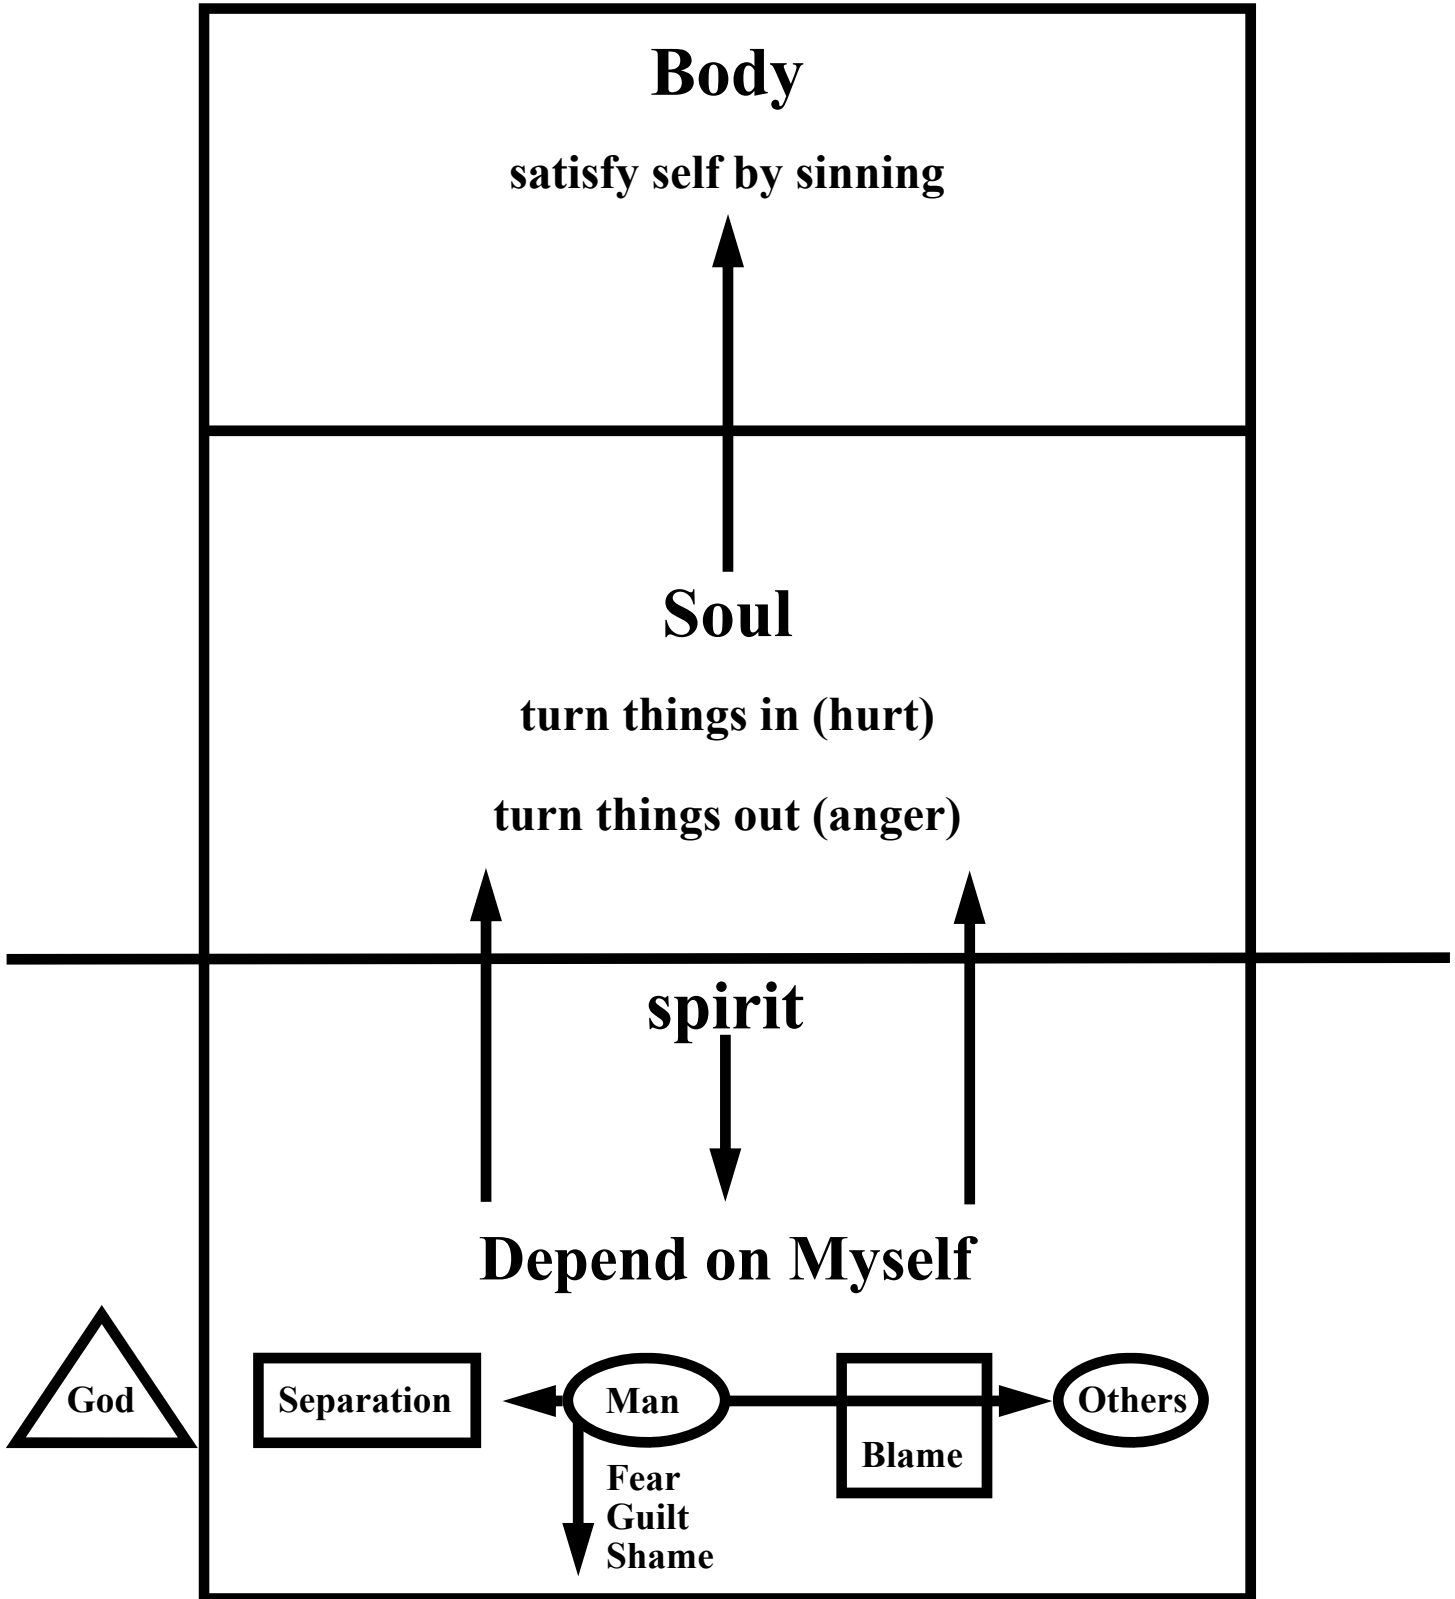 Body
satisfy self by sinning
Soul
turn things in (hurt)
turn things out (anger)
spirit
Depend on Myself
God
Separation
Man
Others
Blame
Fear
Guilt
Shame